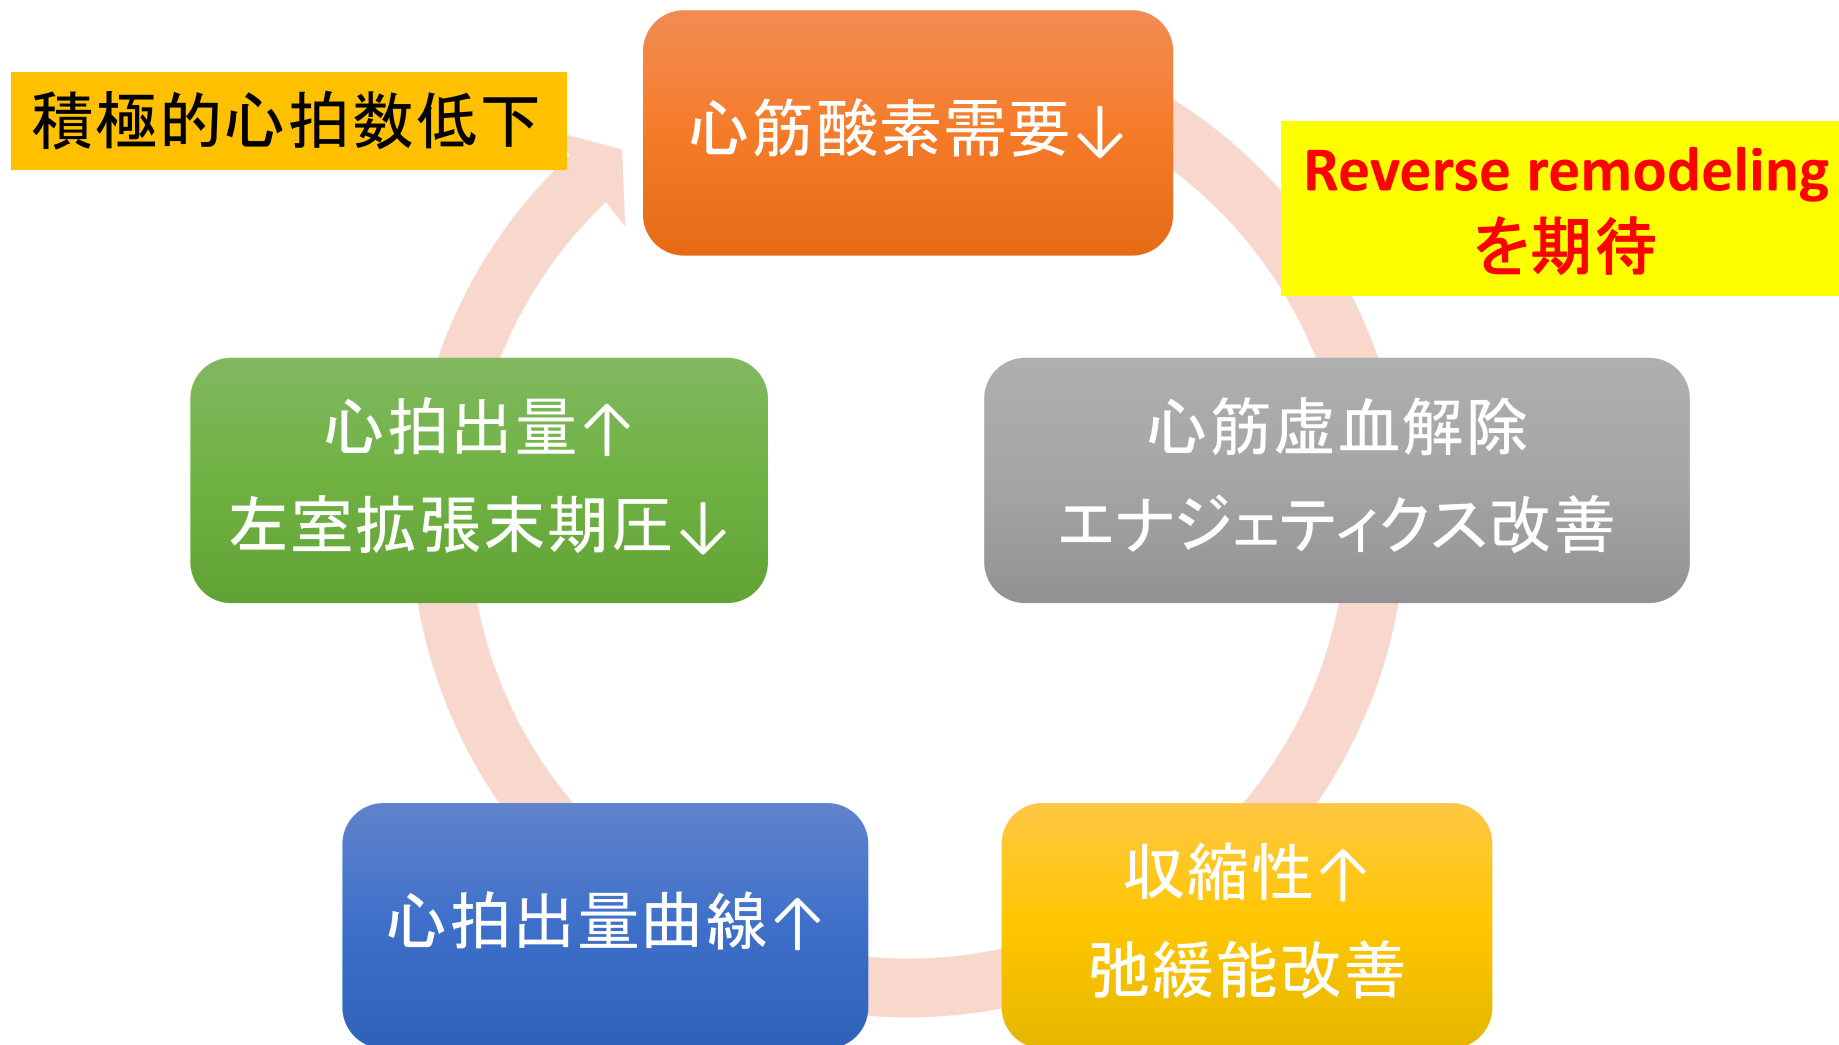 積極的心拍数低下
心筋酸素需要↓
Reverse remodeling
を期待
心筋虚血解除
エナジェティクス改善
収縮性↑
弛緩能改善
心拍出量曲線↑
心拍出量↑
左室拡張末期圧↓